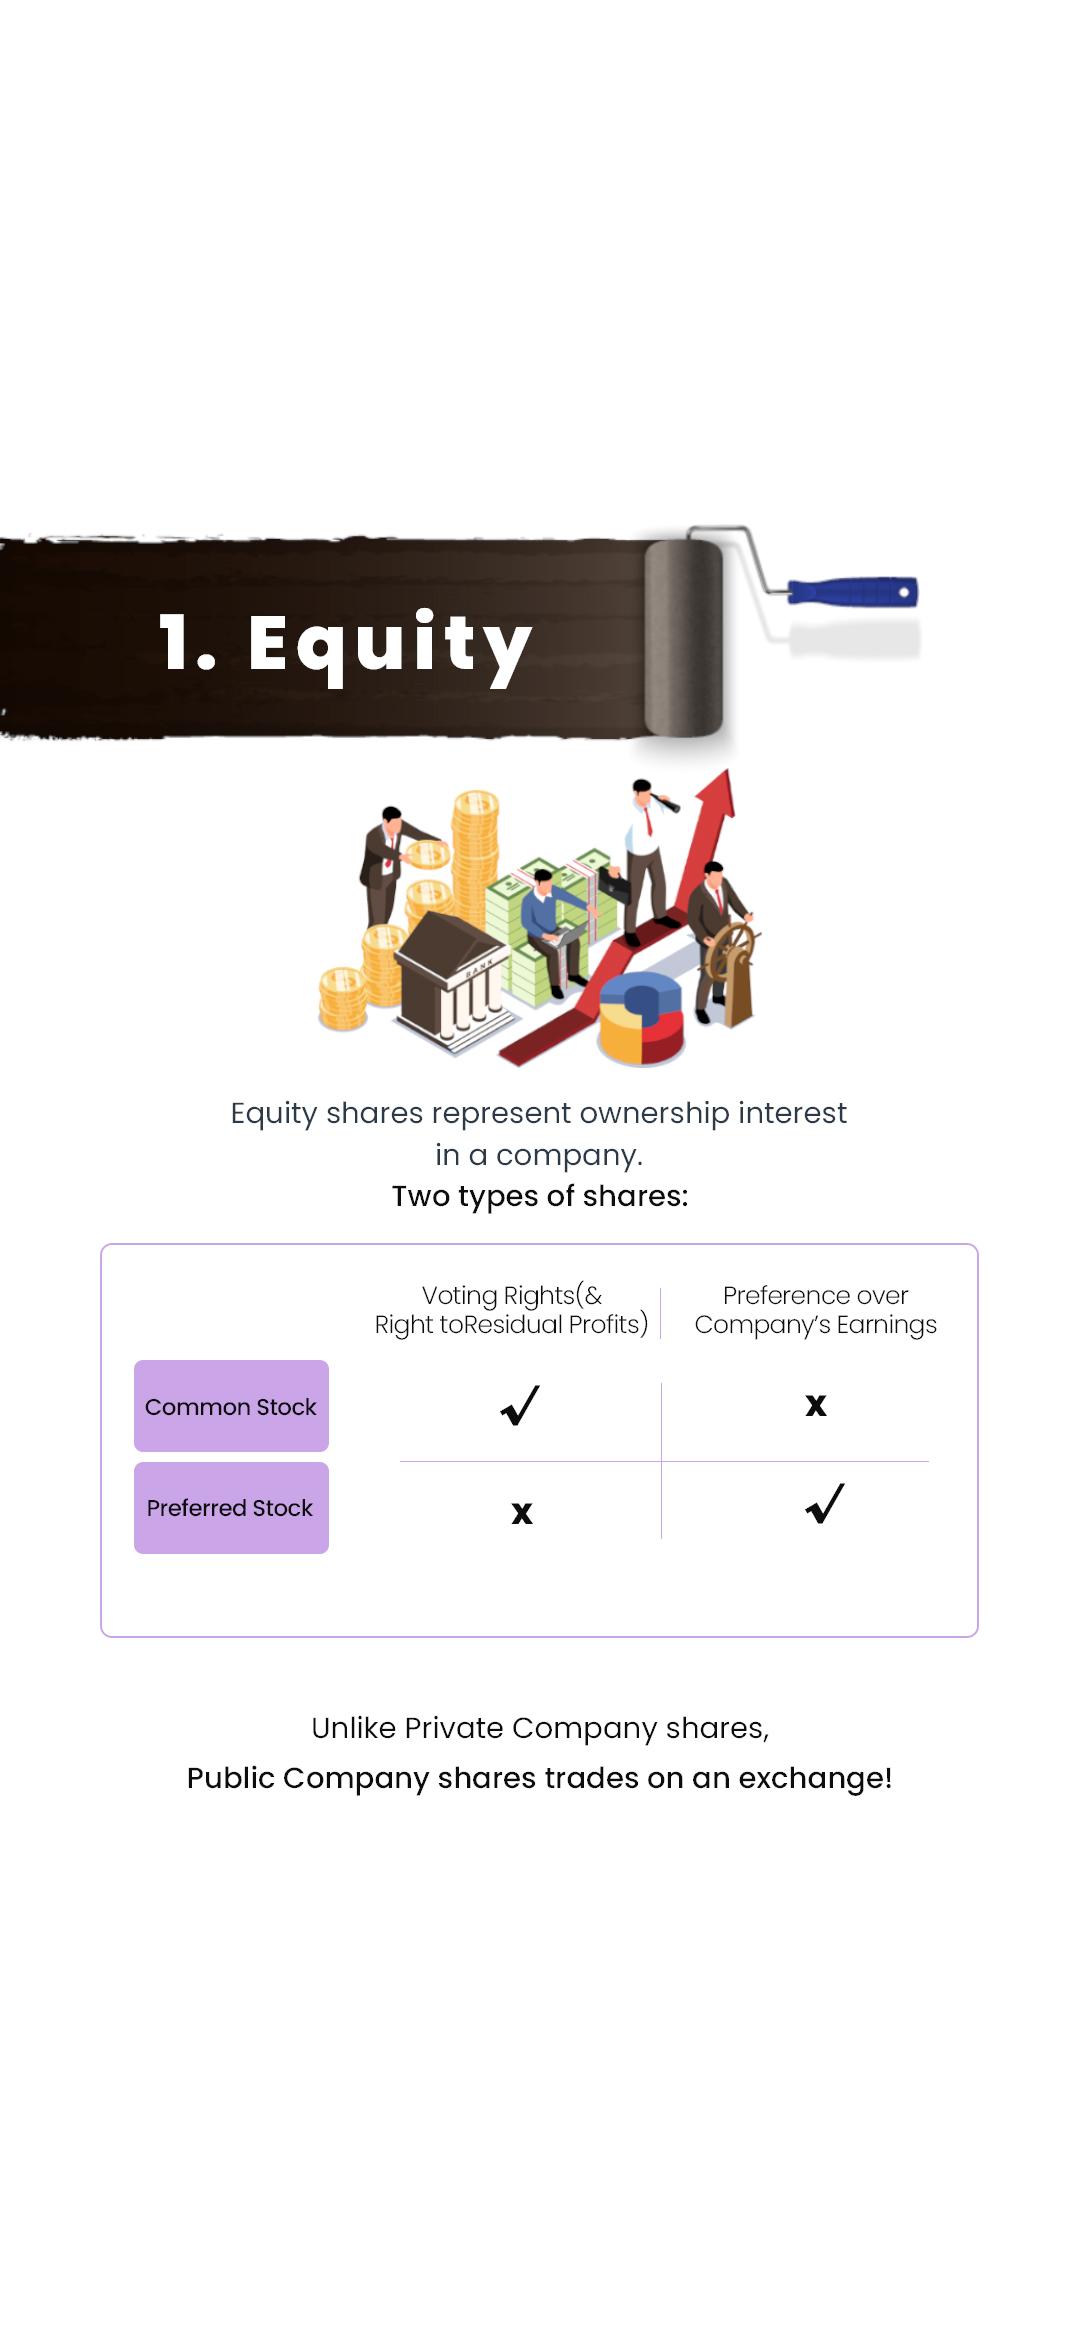 1. Equity
BANK
Equity shares represent ownership interest
in a company.
Two types of shares:
Voting Rights(&
Right toResidual Profits)
Preference over
Company's Earnings
Common Stock
✓
x
Preferred Stock
x
✓
Unlike Private Company shares,
Public Company shares trades on an exchange!